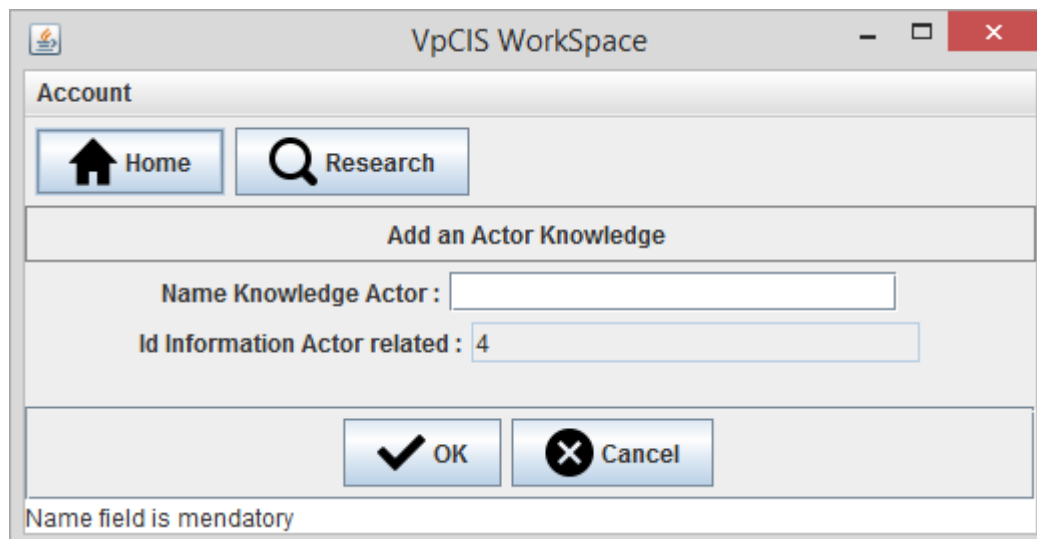 VpCIS WorkSpace
Account
Home Research
Add an Actor Knowledge
Name Knowledge Actor :
Id Information Actor related : 4
OK Cancel
Name field is mendatory